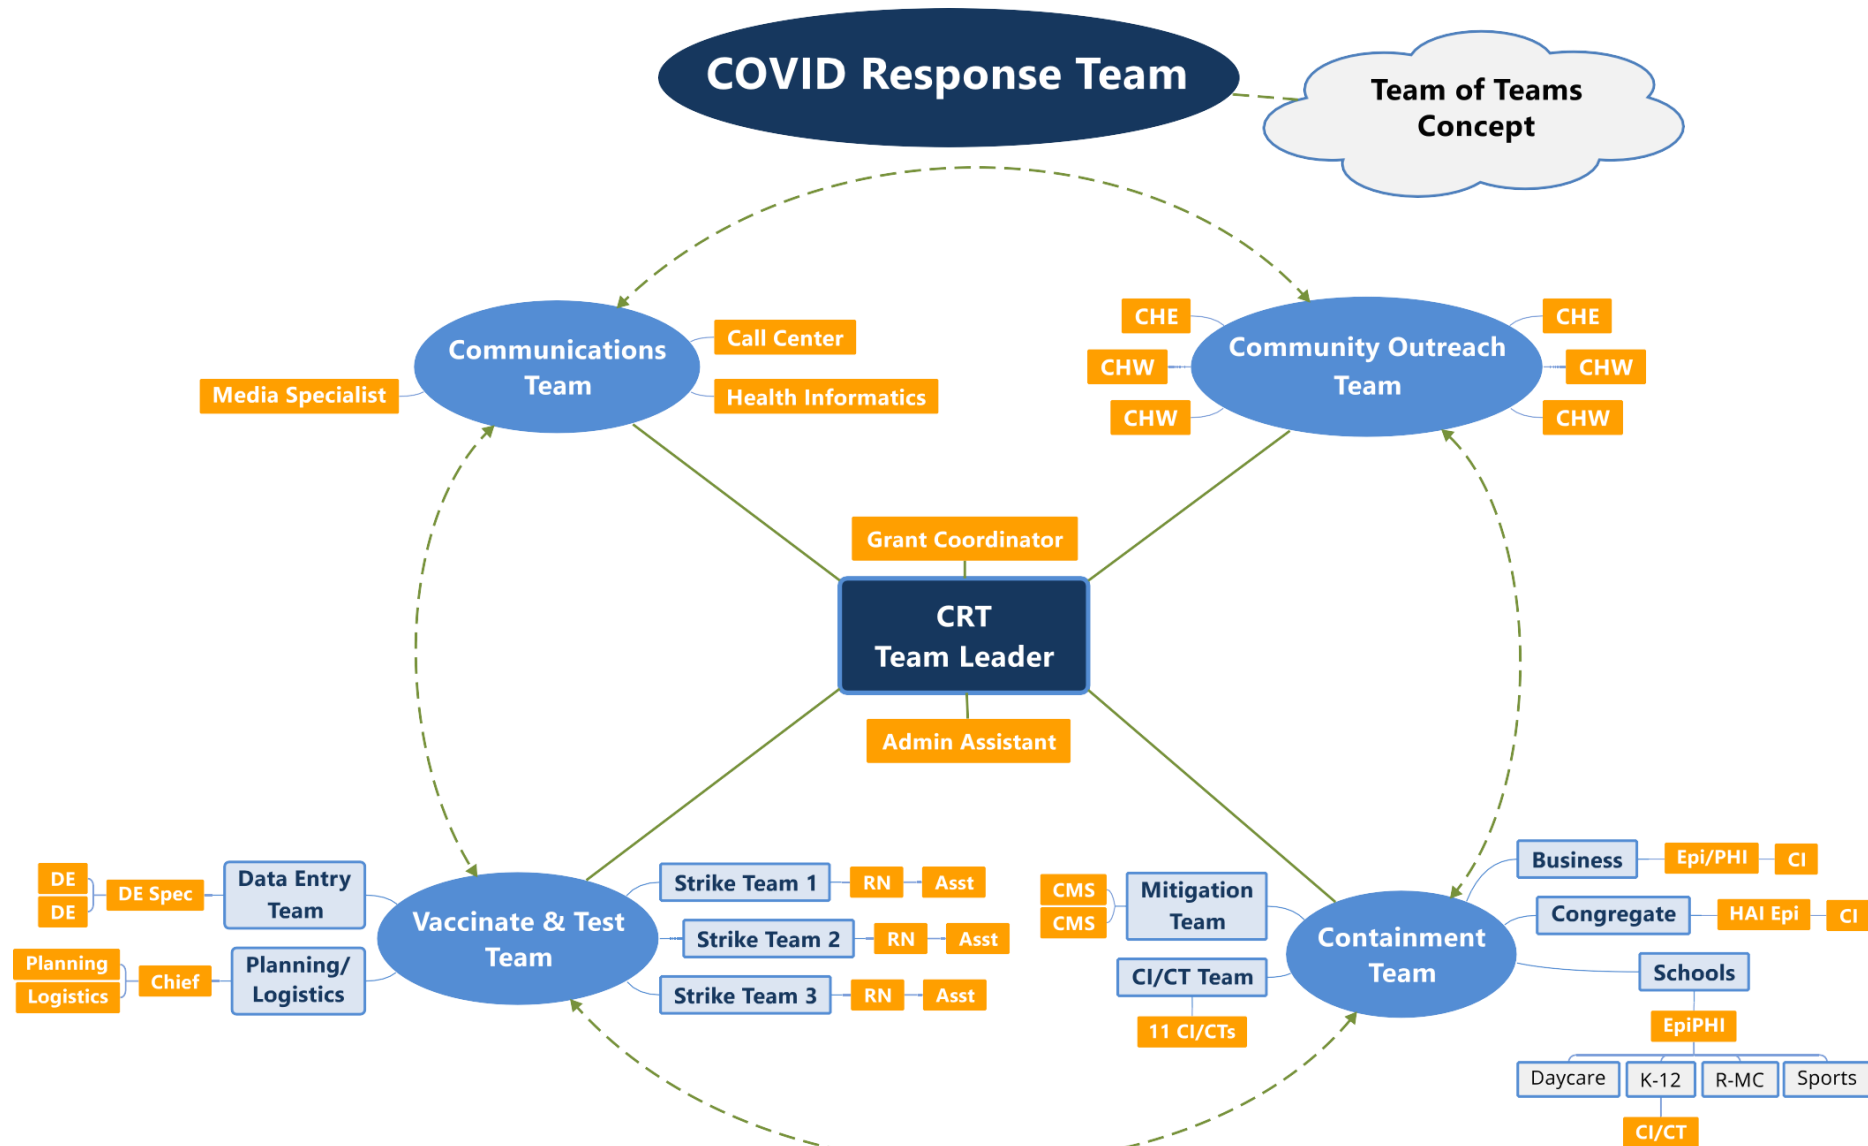 COVID Response Team
Team of Teams
Concept
Communications
Team
Call Center
Health Informatics
Media Specialist
Community Outreach
Team
CHE
CHW
CHW
CHE
CHW
CHW
Grant Coordinator
CRT
Team Leader
Admin Assistant
Vaccinate & Test
Team
Data Entry
Team
DE Spec
DE
DE
Planning/
Logistics
Chief
Planning
Logistics
Strike Team 1
RN
Asst
Strike Team 2
RN
Asst
Strike Team 3
RN
Asst
Containment
Team
Mitigation
Team
CMS
CMS
CI/CT Team
11 CI/CTs
Business
Epi/PHI
CI
Congregate
HAI Epi
CI
Schools
EpiPHI
Daycare
K-12
R-MC
Sports
CI/CT